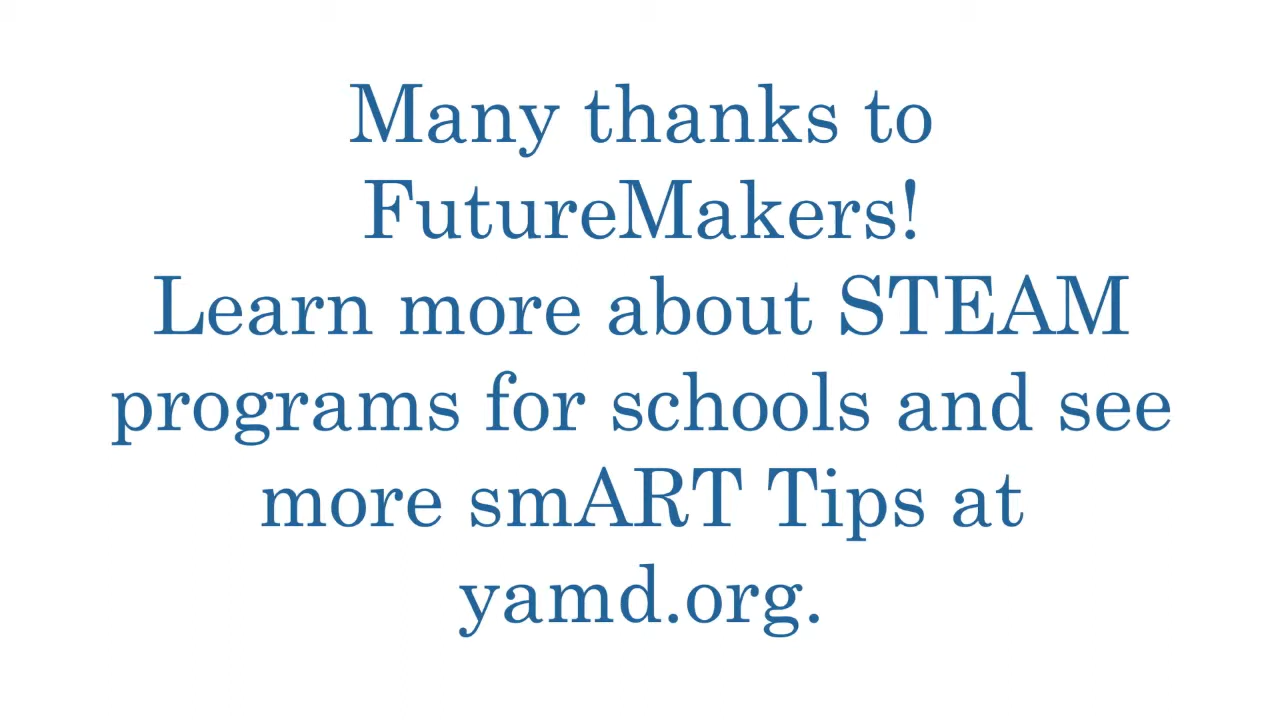 Many thanks to
FutureMakers!
Learn more about STEAM
programs for schools and see
more smART Tips at
yamd.org.